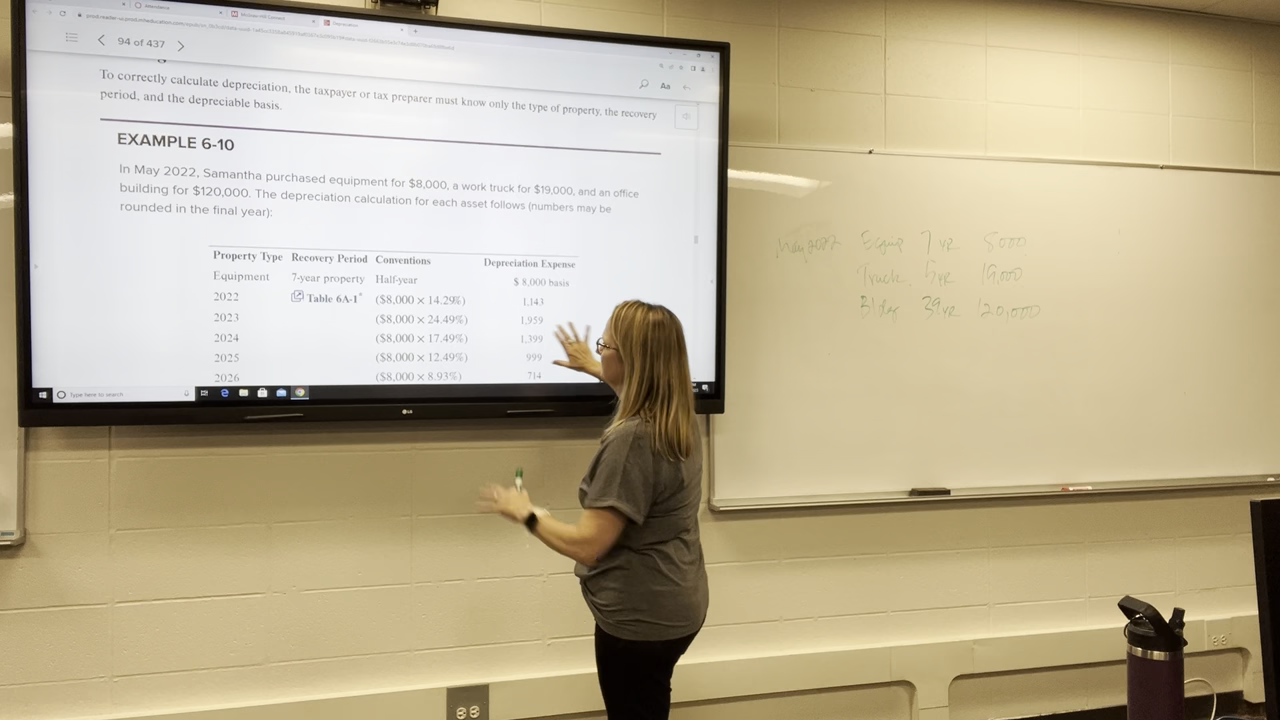 Attendance
McGraw Hill Connect
Depreciation
94 of 437
Aa
To correctly calculate depreciation, the taxpayer or tax preparer must know only the type of property, the recovery
period, and the depreciable basis.
EXAMPLE 6-10
In May 2022, Samantha purchased equipment for $8,000, a work truck for $19,000, and an office
building for $120,000. The depreciation calculation for each asset follows (numbers may be
rounded in the final year):
Property Type Recovery Period Conventions Depreciation Expense
Equipment 7-year property Half-year $ 8,000 basis
2022 Table 6A-1* ($8,000 × 14.29%) 1,143
2023 ($8,000 × 24.49%) 1,959
2024 ($8,000 × 17.49%) 1,399
2025 ($8,000 × 12.49%) 999
2026 ($8,000 × 8.93%) 714
Type here to search
LG
May 2022 Equip 7 YR 8000
Truck 5 YR 19,000
Bldg 39 YR 120,000